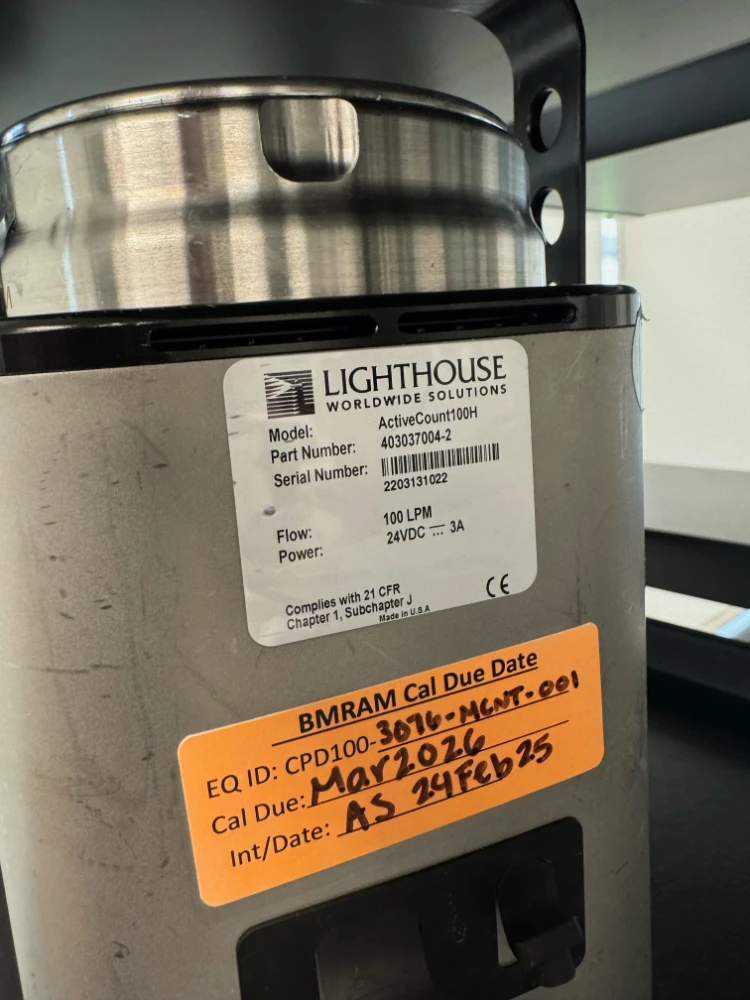 LIGHTHOUSE
WORLDWIDE SOLUTIONS
Model: ActiveCount100H
Part Number: 403037004-2
Serial Number:
2203131022
Flow: 100 LPM
Power: 24VDC ⎓ 3A
Complies with 21 CFR
Chapter 1, Subchapter J
Made in U.S.A
CE
BMRAM Cal Due Date
EQ ID: CPD100-3076-MCNT-001
Cal Due: Mar2026
Int/Date: AS 24Feb25